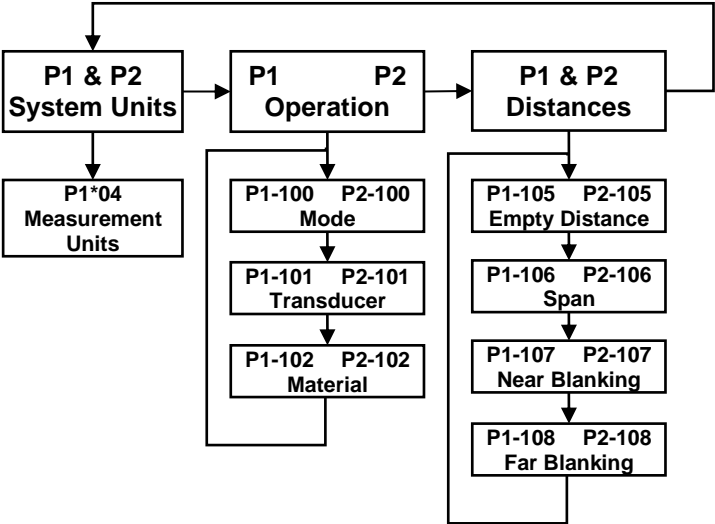 P1 & P2
System Units
P1 P2
Operation
P1 & P2
Distances
P1*04
Measurement
Units
P1-100 P2-100
Mode
P1-101 P2-101
Transducer
P1-102 P2-102
Material
P1-105 P2-105
Empty Distance
P1-106 P2-106
Span
P1-107 P2-107
Near Blanking
P1-108 P2-108
Far Blanking